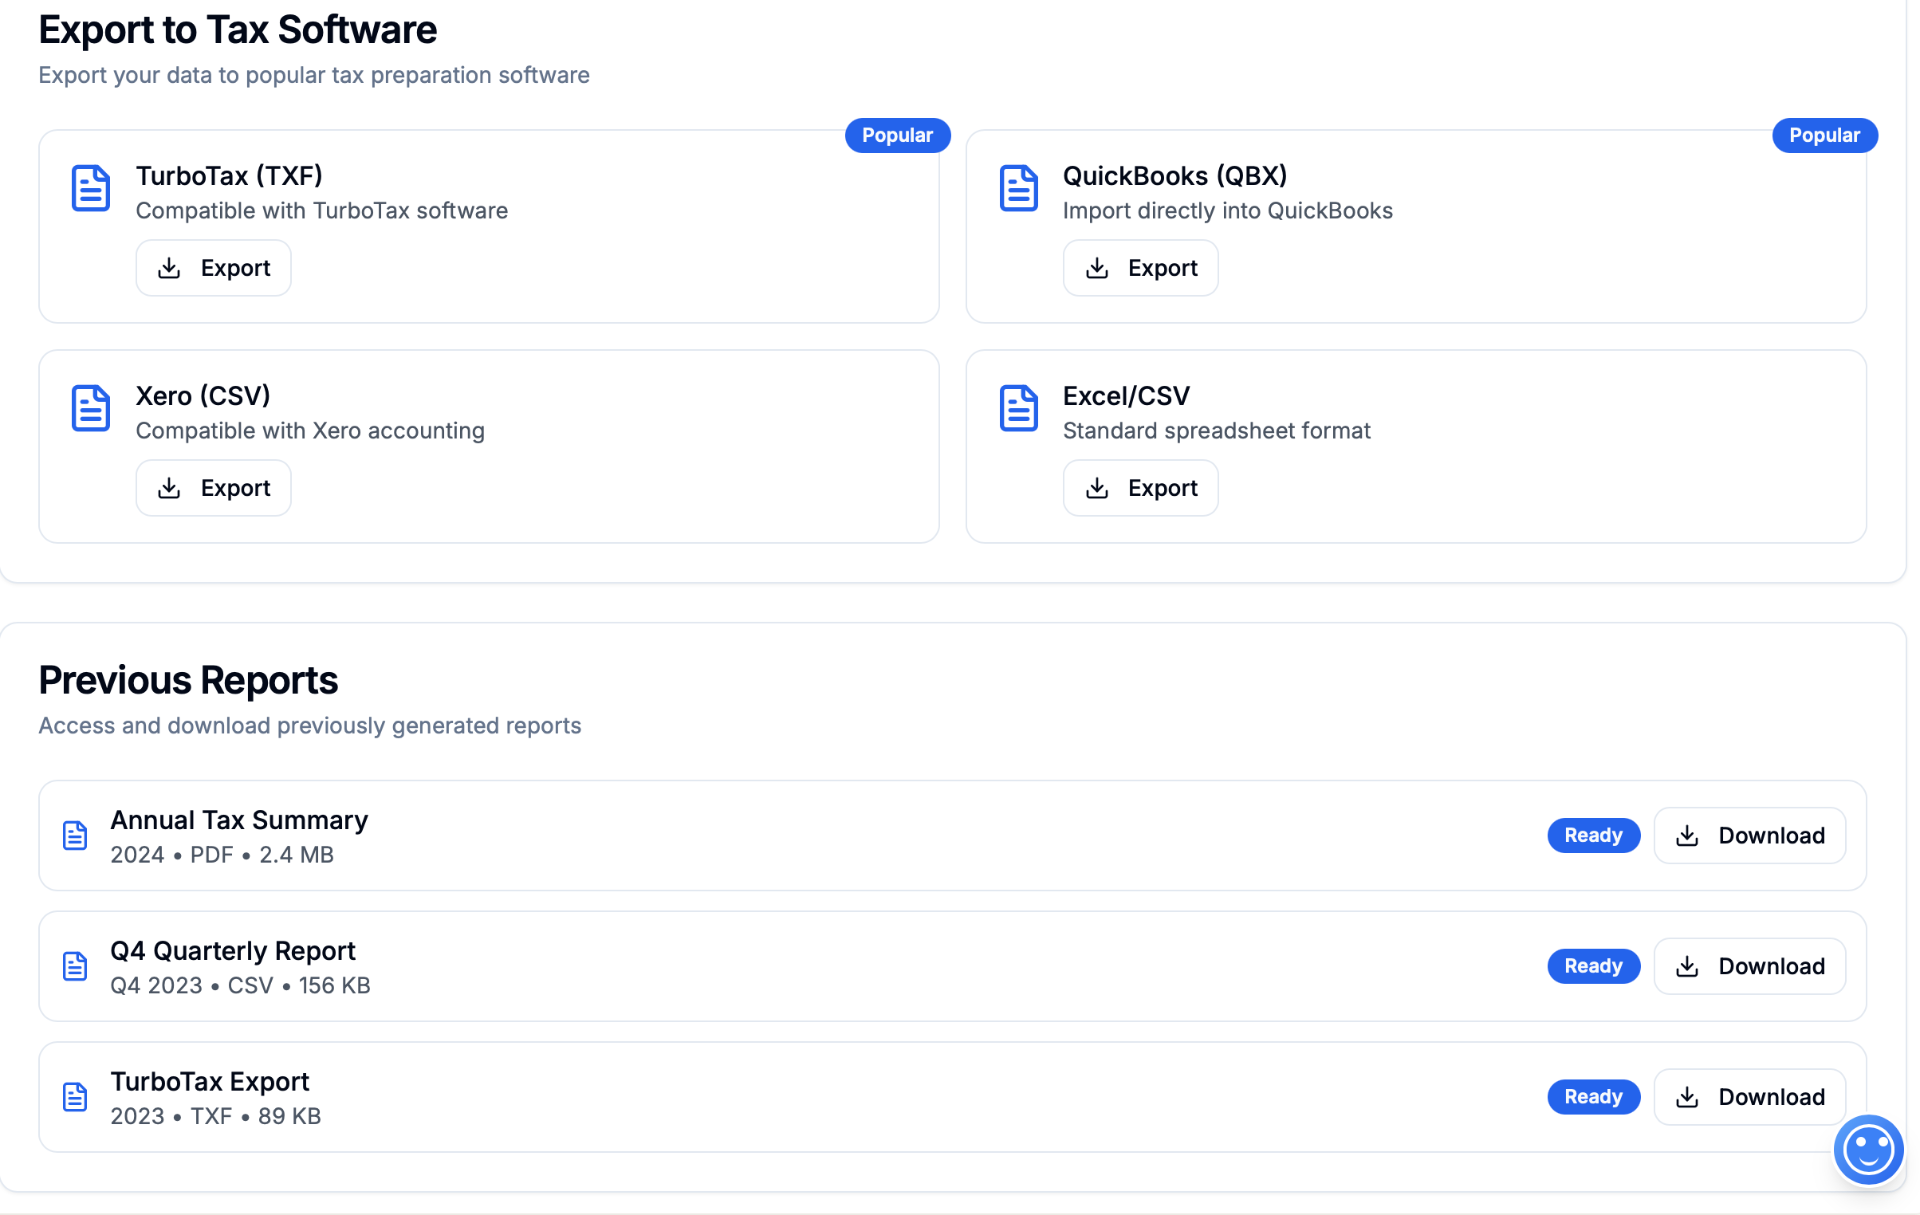 Export to Tax Software
Export your data to popular tax preparation software
Popular
TurboTax (TXF)
Compatible with TurboTax software
Export
Popular
QuickBooks (QBX)
Import directly into QuickBooks
Export
Xero (CSV)
Compatible with Xero accounting
Export
Excel/CSV
Standard spreadsheet format
Export
Previous Reports
Access and download previously generated reports
Annual Tax Summary
2024 • PDF • 2.4 MB
Ready
Download
Q4 Quarterly Report
Q4 2023 • CSV • 156 KB
Ready
Download
TurboTax Export
2023 • TXF • 89 KB
Ready
Download